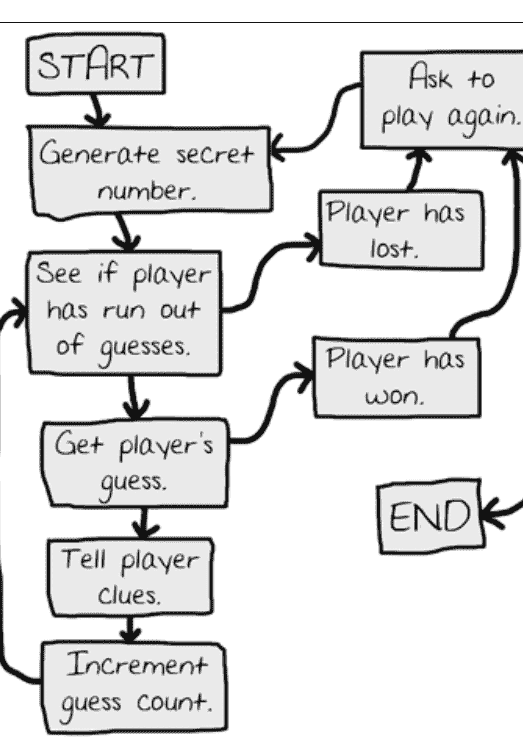 START
Ask to
play again.
Generate secret
number.
Player has
lost.
See if player
has run out
of guesses.
Player has
won.
Get player's
guess.
END
Tell player
clues.
Increment
guess count.